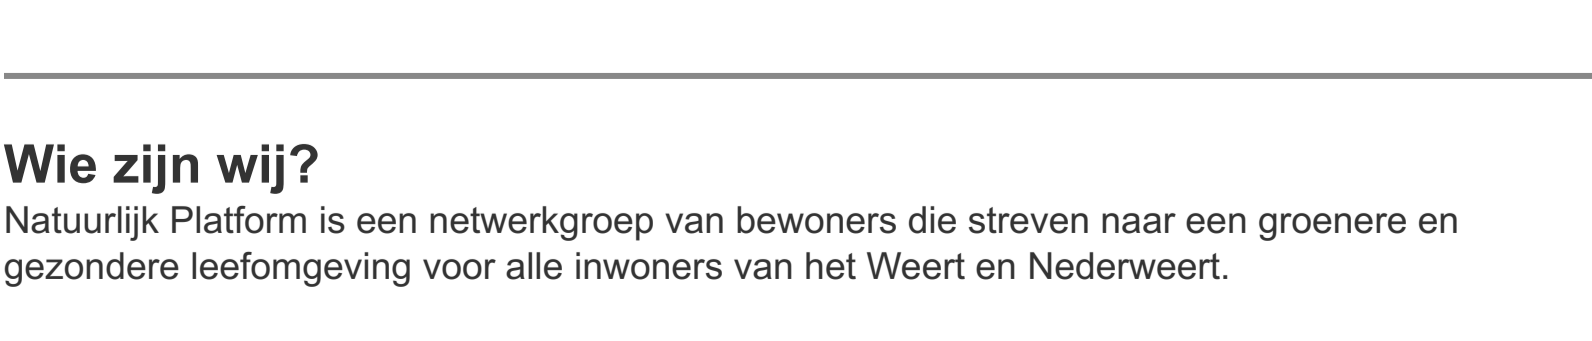 Wie zijn wij?
Natuurlijk Platform is een netwerkgroep van bewoners die streven naar een groenere en
gezondere leefomgeving voor alle inwoners van het Weert en Nederweert.